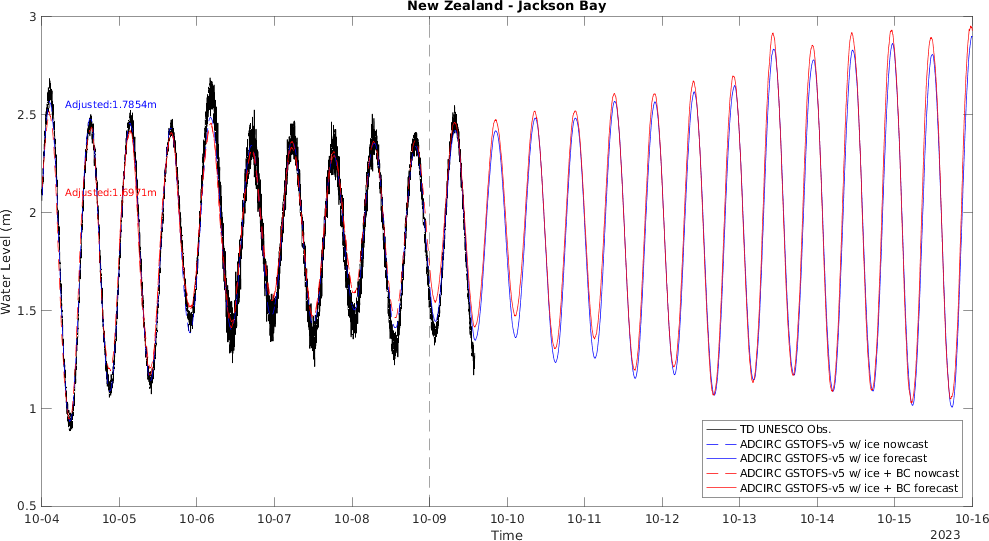 New Zealand - Jackson Bay
3
2.5
2
1.5
1
0.5
Water Level (m)
Adjusted:1.7854m
Adjusted:1.6971m
TD UNESCO Obs.
ADCIRC GSTOFS-v5 w/ ice nowcast
ADCIRC GSTOFS-v5 w/ ice forecast
ADCIRC GSTOFS-v5 w/ ice + BC nowcast
ADCIRC GSTOFS-v5 w/ ice + BC forecast
10-04 10-05 10-06 10-07 10-08 10-09 10-10 10-11 10-12 10-13 10-14 10-15 10-16
Time
2023